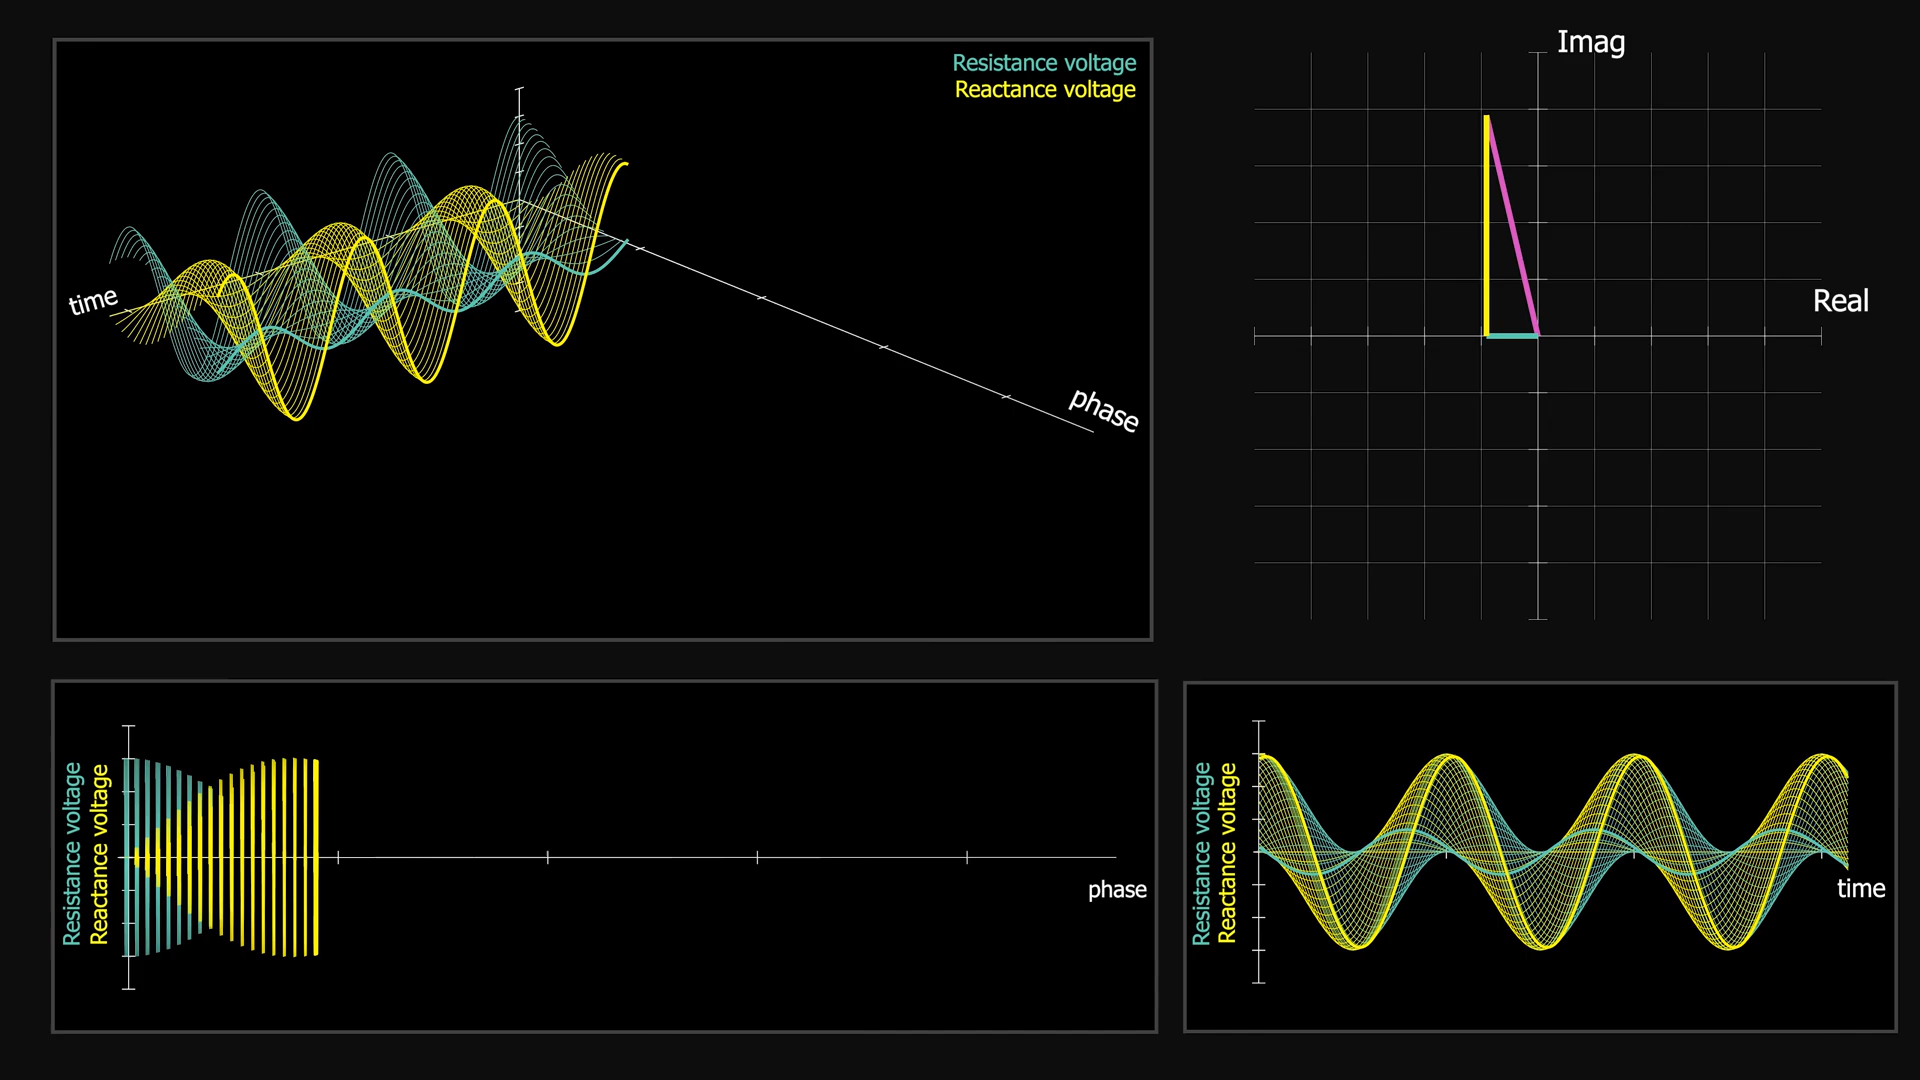 Imag
Resistance voltage
Reactance voltage
time
Real
phase
Resistance voltage
Reactance voltage
phase
Resistance voltage
Reactance voltage
time